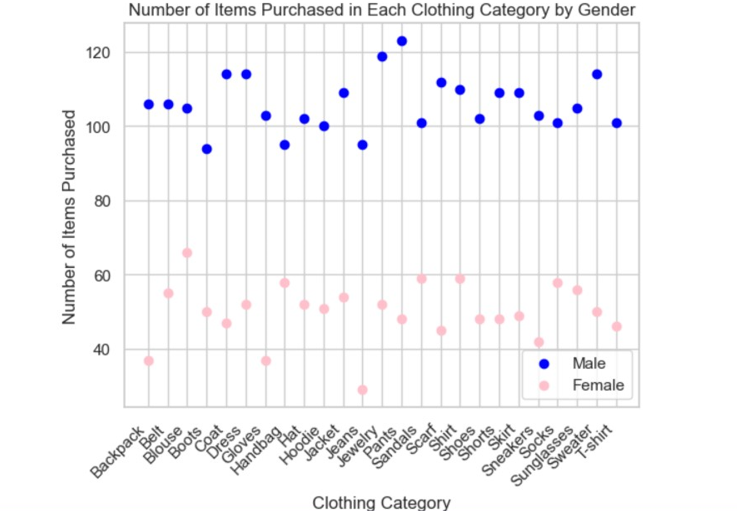 Number of Items Purchased in Each Clothing Category by Gender
120
100
80
60
40
Number of Items Purchased
Male
Female
Backpack
Belt
Blouse
Boots
Coat
Dress
Gloves
Handbag
Hat
Hoodie
Jacket
Jeans
Jewelry
Pants
Sandals
Scarf
Shirt
Shoes
Shorts
Skirt
Sneakers
Socks
Sunglasses
Sweater
T-shirt
Clothing Category